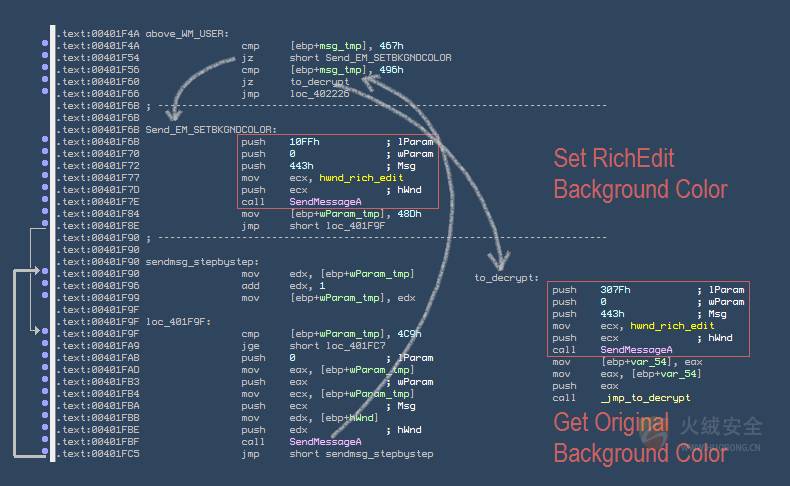 .text:00401F4A above_WM_USER:
.text:00401F4A cmp [ebp+msg_tmp], 467h
.text:00401F54 jz short Send_EM_SETBKGNDCOLOR
.text:00401F56 cmp [ebp+msg_tmp], 496h
.text:00401F60 jz to_decrypt
.text:00401F66 jmp loc_402226
.text:00401F6B ; ---------------------------------------------------------------------------
.text:00401F6B
.text:00401F6B Send_EM_SETBKGNDCOLOR:
.text:00401F6B push 10FFh ; lParam
.text:00401F70 push 0 ; wParam
.text:00401F72 push 443h ; Msg
.text:00401F77 mov ecx, hwnd_rich_edit
.text:00401F7D push ecx ; hWnd
.text:00401F7E call SendMessageA
.text:00401F84 mov [ebp+wParam_tmp], 48Dh
.text:00401F8E jmp short loc_401F9F
.text:00401F90 ; ---------------------------------------------------------------------------
.text:00401F90
.text:00401F90 sendmsg_stepbystep:
.text:00401F90 mov edx, [ebp+wParam_tmp]
.text:00401F96 add edx, 1
.text:00401F99 mov [ebp+wParam_tmp], edx
.text:00401F9F
.text:00401F9F loc_401F9F:
.text:00401F9F cmp [ebp+wParam_tmp], 4C9h
.text:00401FA9 jge short loc_401FC7
.text:00401FAB push 0 ; lParam
.text:00401FAD mov eax, [ebp+wParam_tmp]
.text:00401FB3 push eax ; wParam
.text:00401FB4 mov ecx, [ebp+wParam_tmp]
.text:00401FBA push ecx ; Msg
.text:00401FBB mov edx, [ebp+hWnd]
.text:00401FBE push edx ; hWnd
.text:00401FBF call SendMessageA
.text:00401FC5 jmp short sendmsg_stepbystep
Set RichEdit
Background Color
to_decrypt:
push 307Fh ; lParam
push 0 ; wParam
push 443h ; Msg
mov ecx, hwnd_rich_edit
push ecx ; hWnd
call SendMessageA
mov [ebp+var_54], eax
mov eax, [ebp+var_54]
push eax
call _jmp_to_decrypt
Get Original
Background Color
火绒安全
WWW.HUORONG.CN